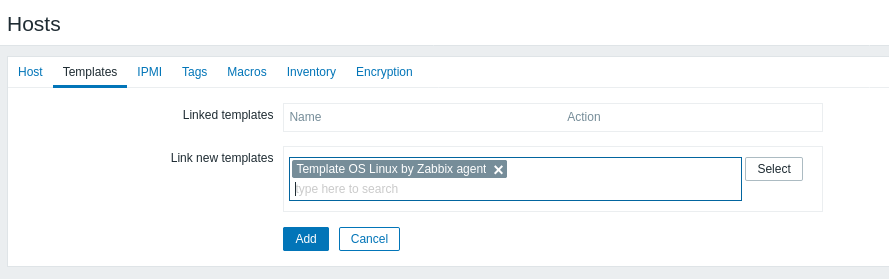 Hosts
Host Templates IPMI Tags Macros Inventory Encryption
Linked templates Name Action
Link new templates
Template OS Linux by Zabbix agent Select
type here to search
Add Cancel